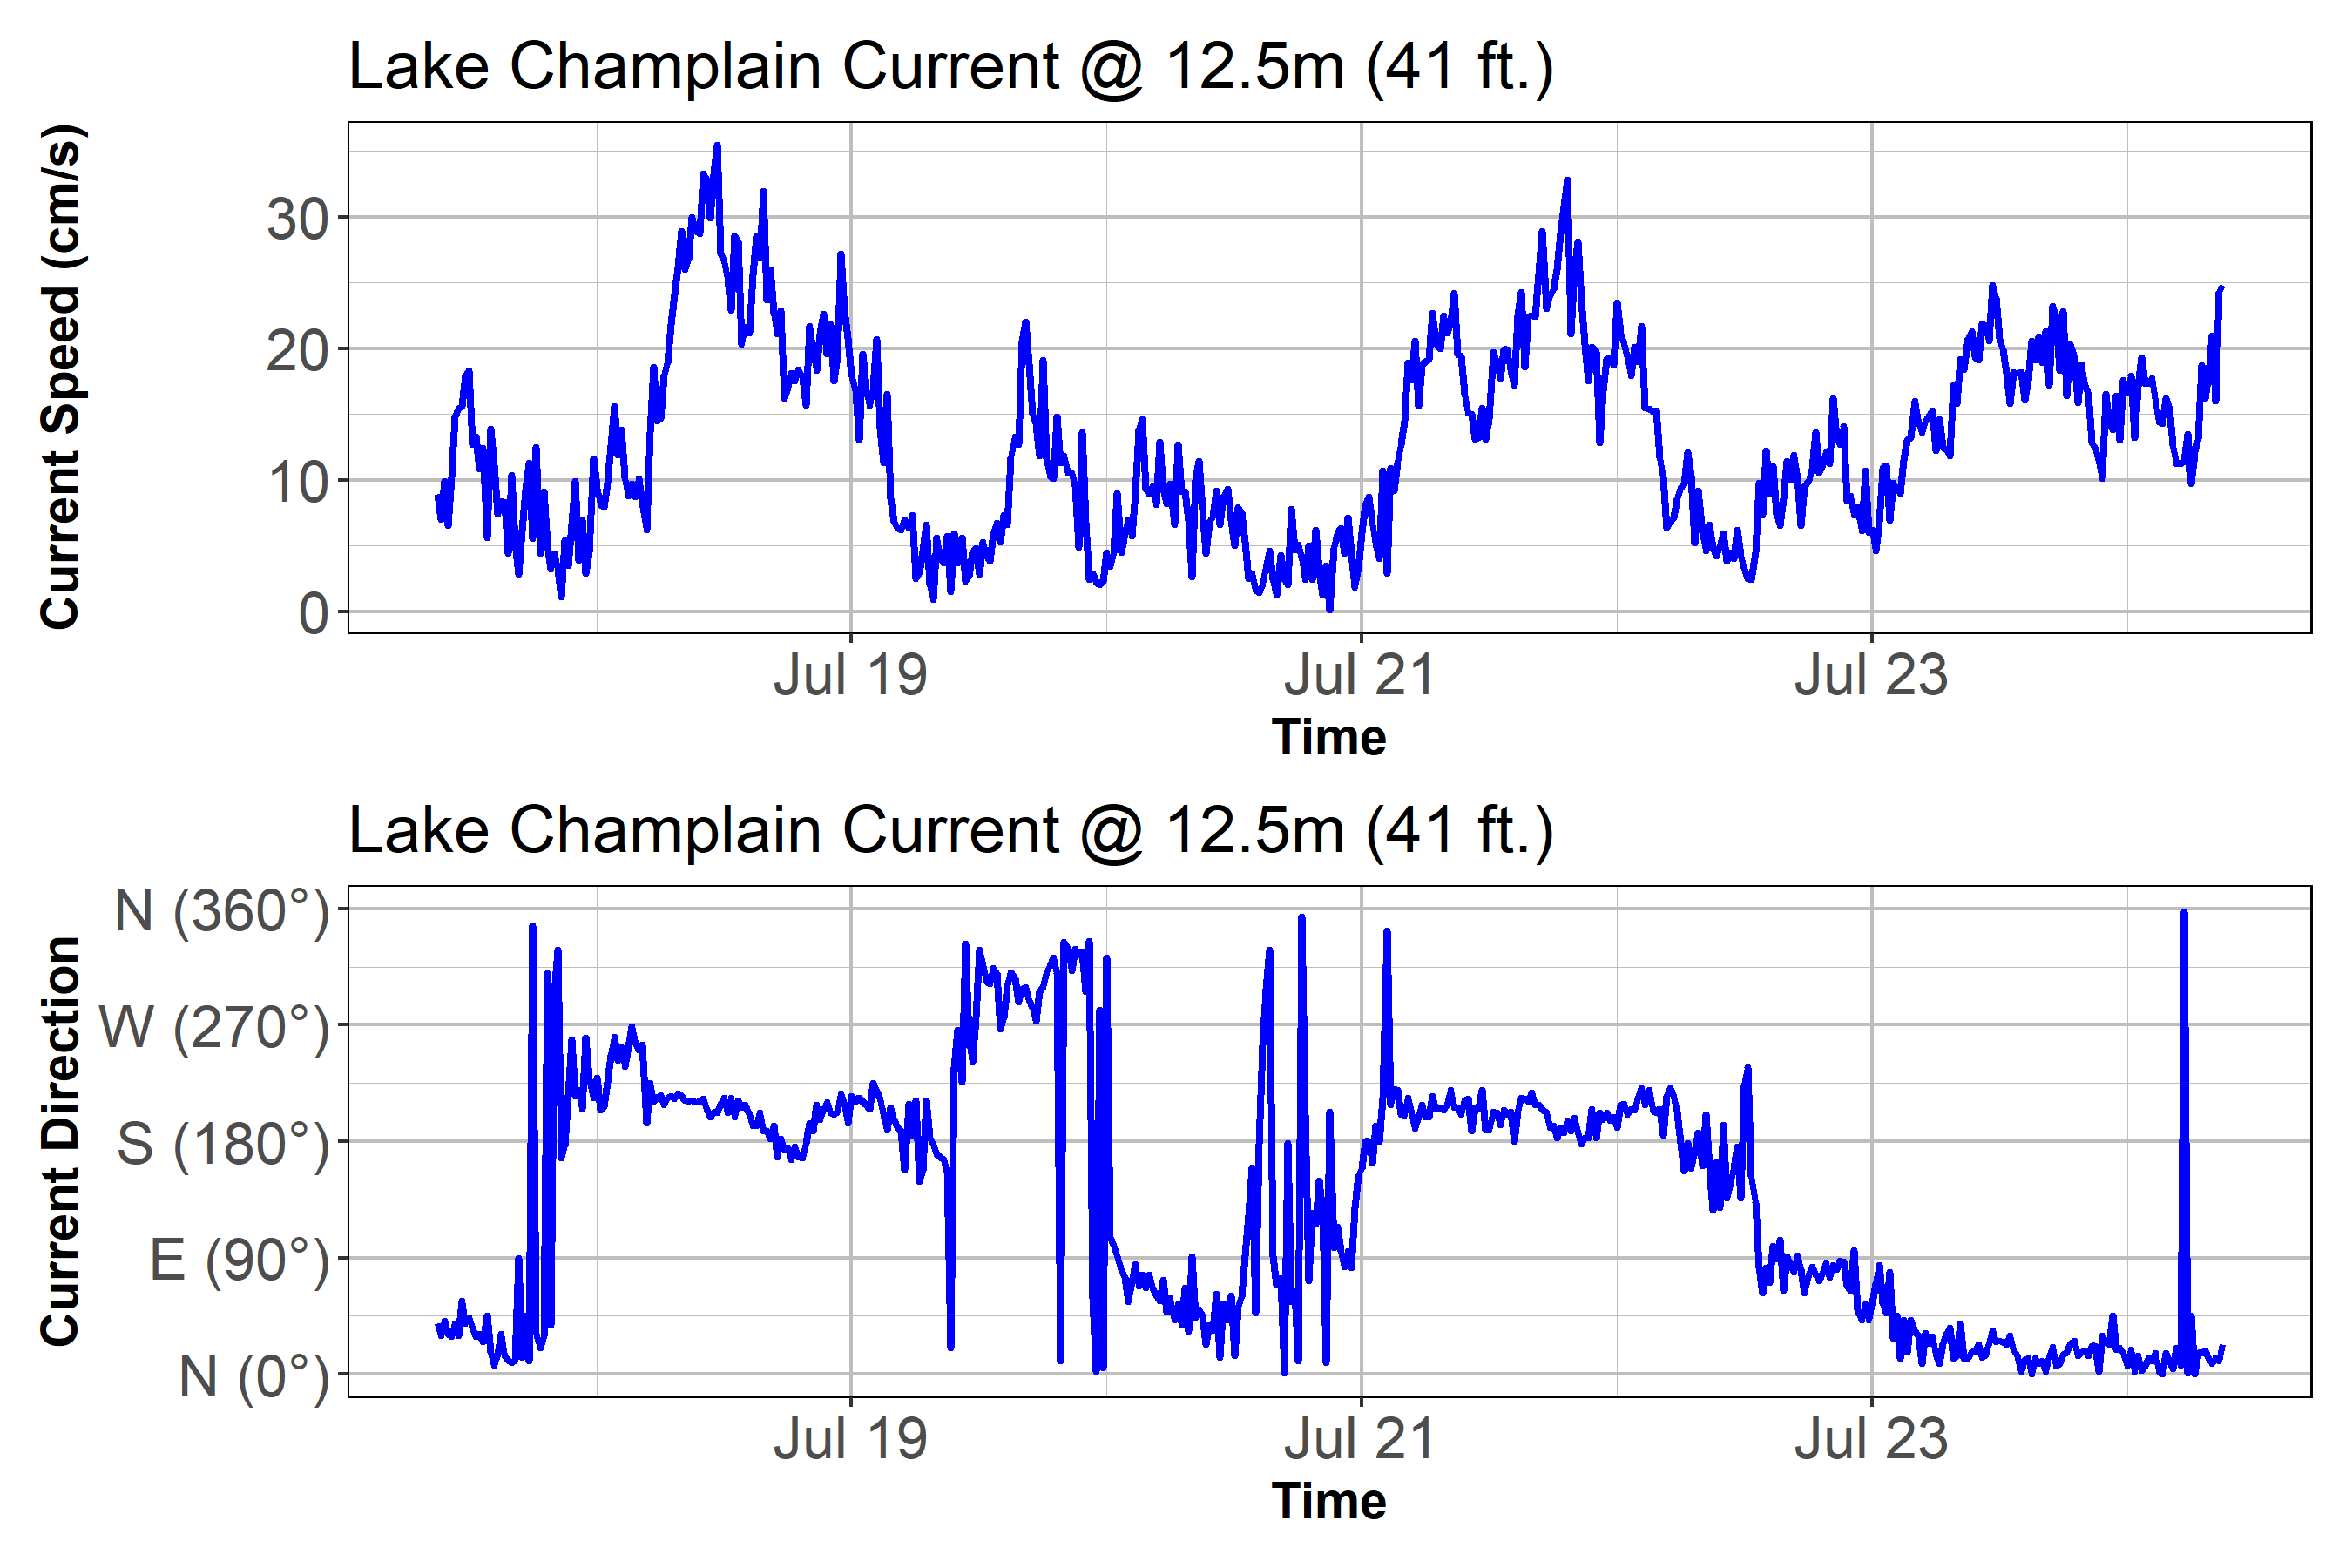 Lake Champlain Current @ 12.5m (41 ft.)
Current Speed (cm/s)
30
20
10
0
Jul 19 Jul 21 Jul 23
Time
Lake Champlain Current @ 12.5m (41 ft.)
Current Direction
N (360°)
W (270°)
S (180°)
E (90°)
N (0°)
Jul 19 Jul 21 Jul 23
Time